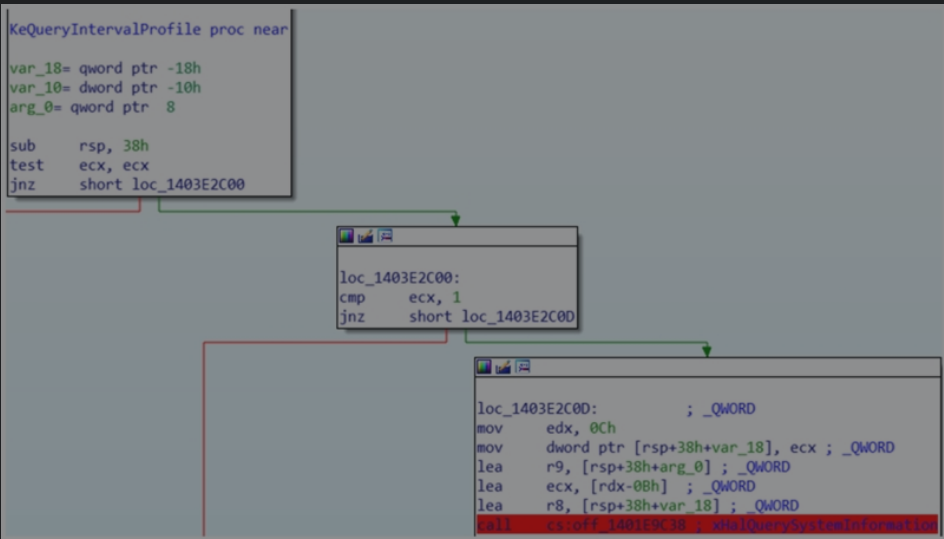 KeQueryIntervalProfile proc near
var_18= qword ptr -18h
var_10= dword ptr -10h
arg_0= qword ptr  8
sub     rsp, 38h
test    ecx, ecx
jnz     short loc_1403E2C00
loc_1403E2C00:
cmp     ecx, 1
jnz     short loc_1403E2C0D
loc_1403E2C0D:          ; _QWORD
mov     edx, 0Ch
mov     dword ptr [rsp+38h+var_18], ecx ; _QWORD
lea     r9, [rsp+38h+arg_0] ; _QWORD
lea     ecx, [rdx-0Bh]  ; _QWORD
lea     r8, [rsp+38h+var_18] ; _QWORD
call    cs:off_1401E9C38 ; xHalQuerySystemInformation